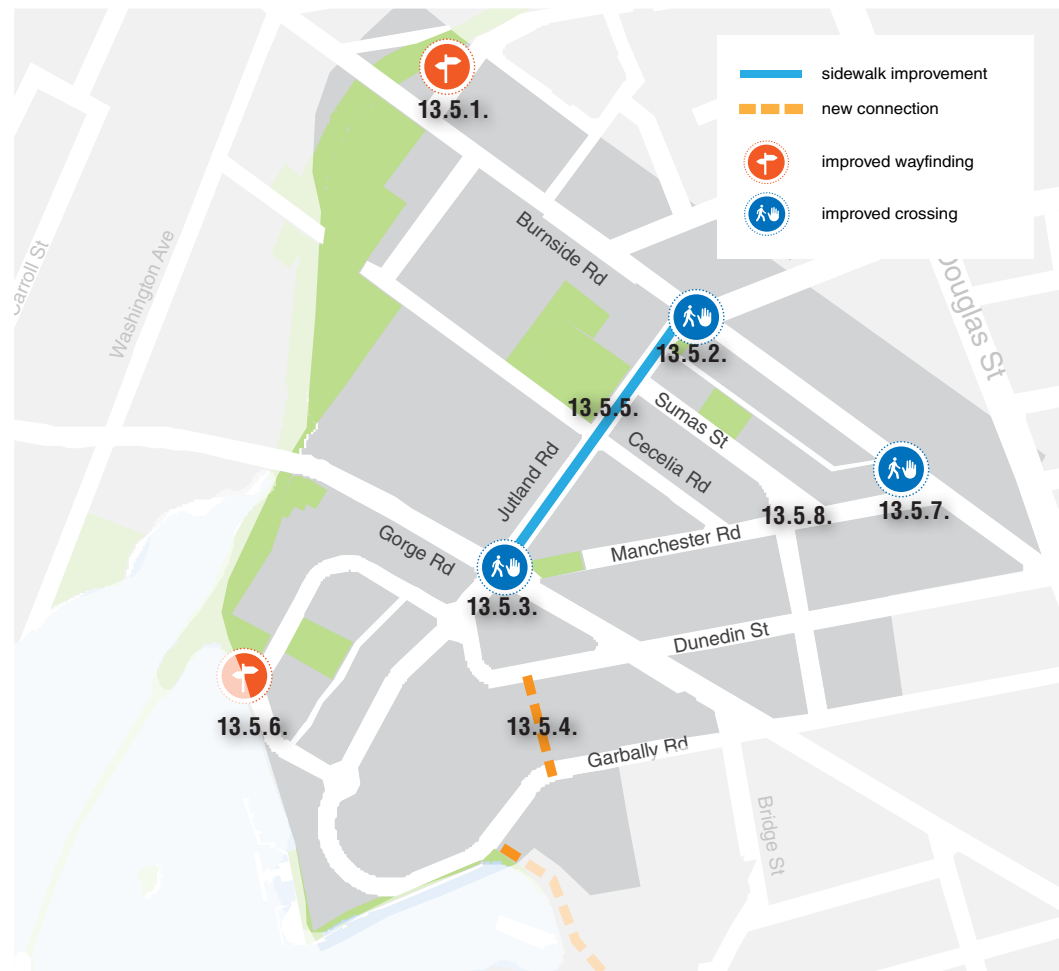 sidewalk improvement
new connection
improved wayfinding
improved crossing
13.5.1.
Burnside Rd
Carroll St
Washington Ave
Douglas St
13.5.2.
13.5.5.
Sumas St
Cecelia Rd
Jutland Rd
13.5.7.
13.5.8.
Manchester Rd
Gorge Rd
13.5.3.
Dunedin St
13.5.6.
13.5.4.
Garbally Rd
Bridge St